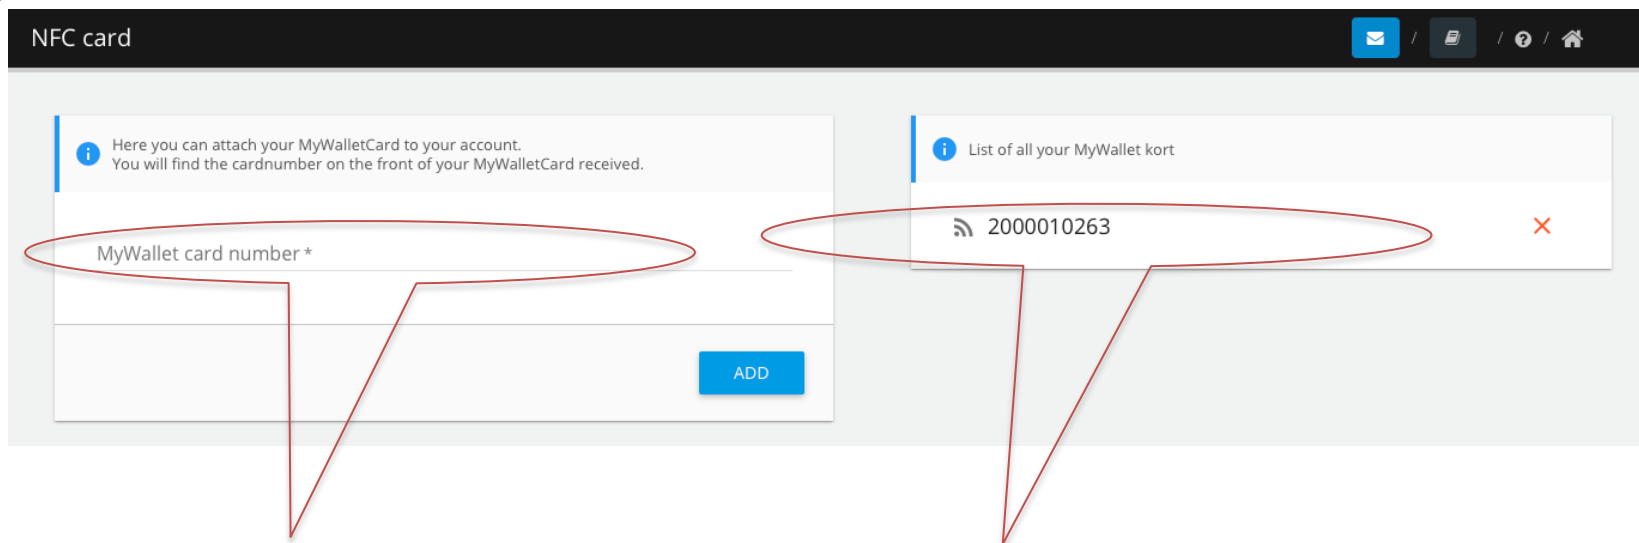 NFC card
/ / /
Here you can attach your MyWalletCard to your account.
You will find the cardnumber on the front of your MyWalletCard received.
MyWallet card number *
ADD
List of all your MyWallet kort
2000010263